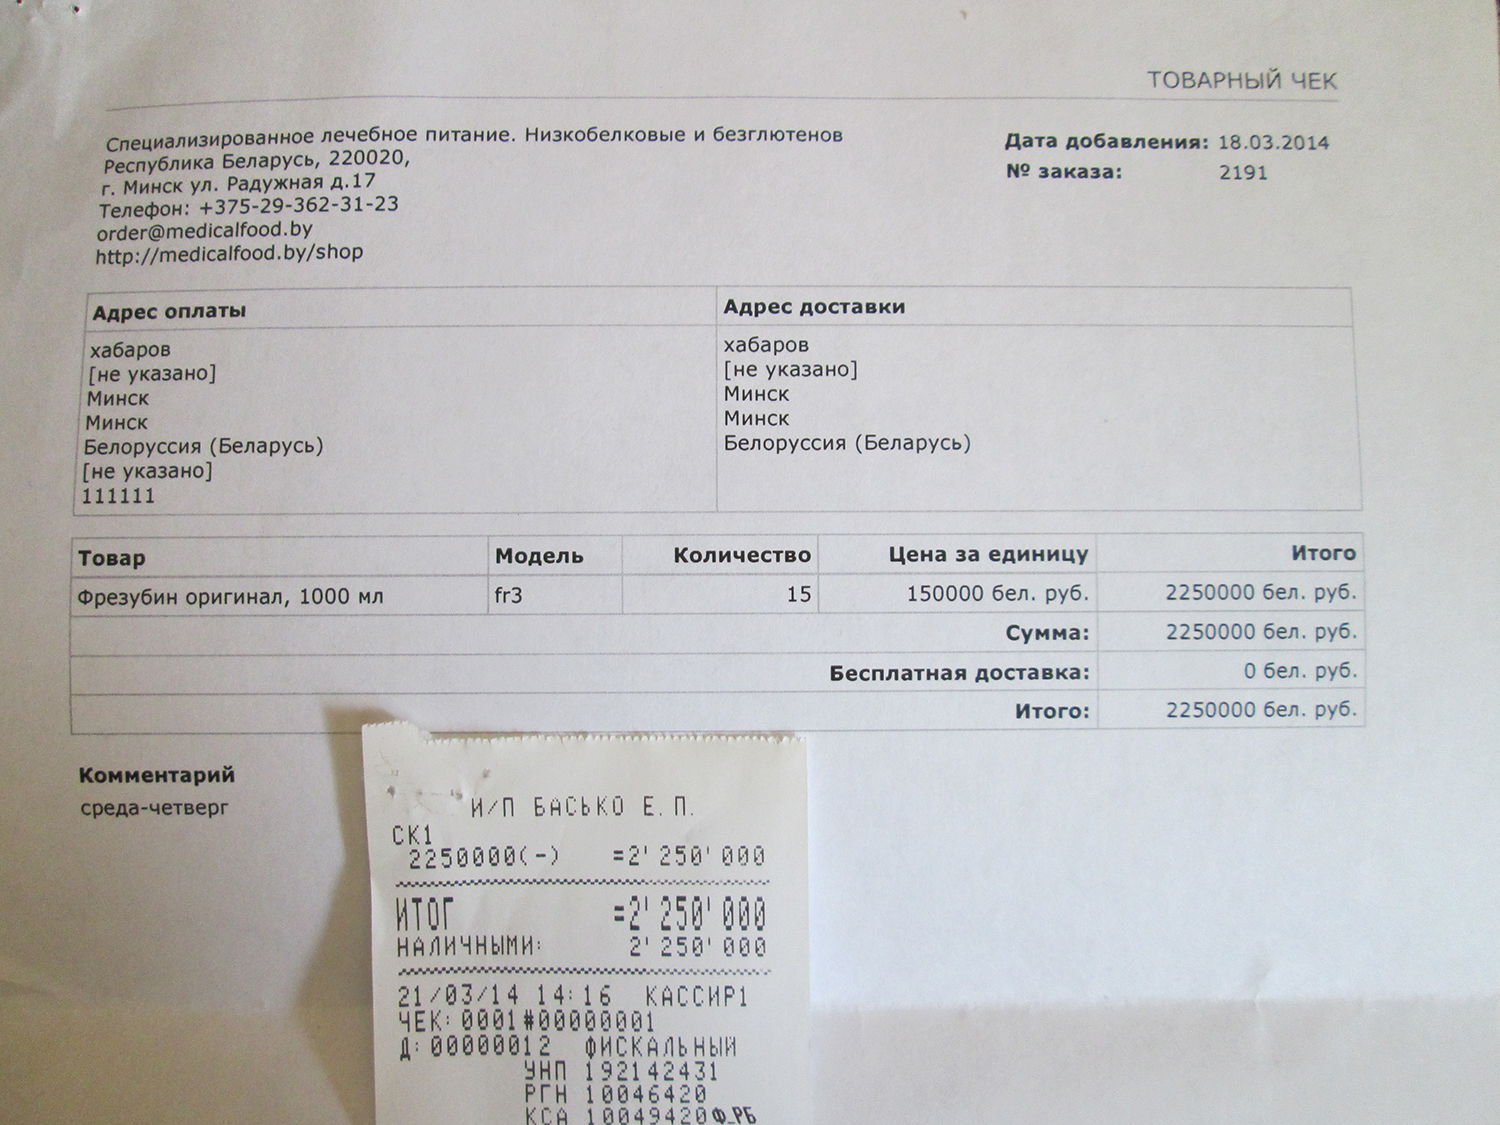 ТОВАРНЫЙ ЧЕК
Специализированное лечебное питание. Низкобелковые и безглютенов
Республика Беларусь, 220020,
г. Минск ул. Радужная д.17
Телефон: +375-29-362-31-23
order@medicalfood.by
http://medicalfood.by/shop
Дата добавления: 18.03.2014
№ заказа: 2191
Адрес оплаты
хабаров
[не указано]
Минск
Минск
Белоруссия (Беларусь)
[не указано]
111111
Адрес доставки
хабаров
[не указано]
Минск
Минск
Белоруссия (Беларусь)
Товар Модель Количество Цена за единицу Итого
Фрезубин оригинал, 1000 мл fr3 15 150000 бел. руб. 2250000 бел. руб.
Сумма: 2250000 бел. руб.
Бесплатная доставка: 0 бел. руб.
Итого: 2250000 бел. руб.
Комментарий
среда-четверг
И/П БАСЬКО Е.П.
СК1
2250000(-) =2'250'000
ИТОГ =2'250'000
НАЛИЧНЫМИ: 2'250'000
21/03/14 14:16 КАССИР1
ЧЕК: 0001#00000001
Д: 00000012 ФИСКАЛЬНЫЙ
УНП 192142431
РГН 10046420
КСА 10049420Ф_РБ